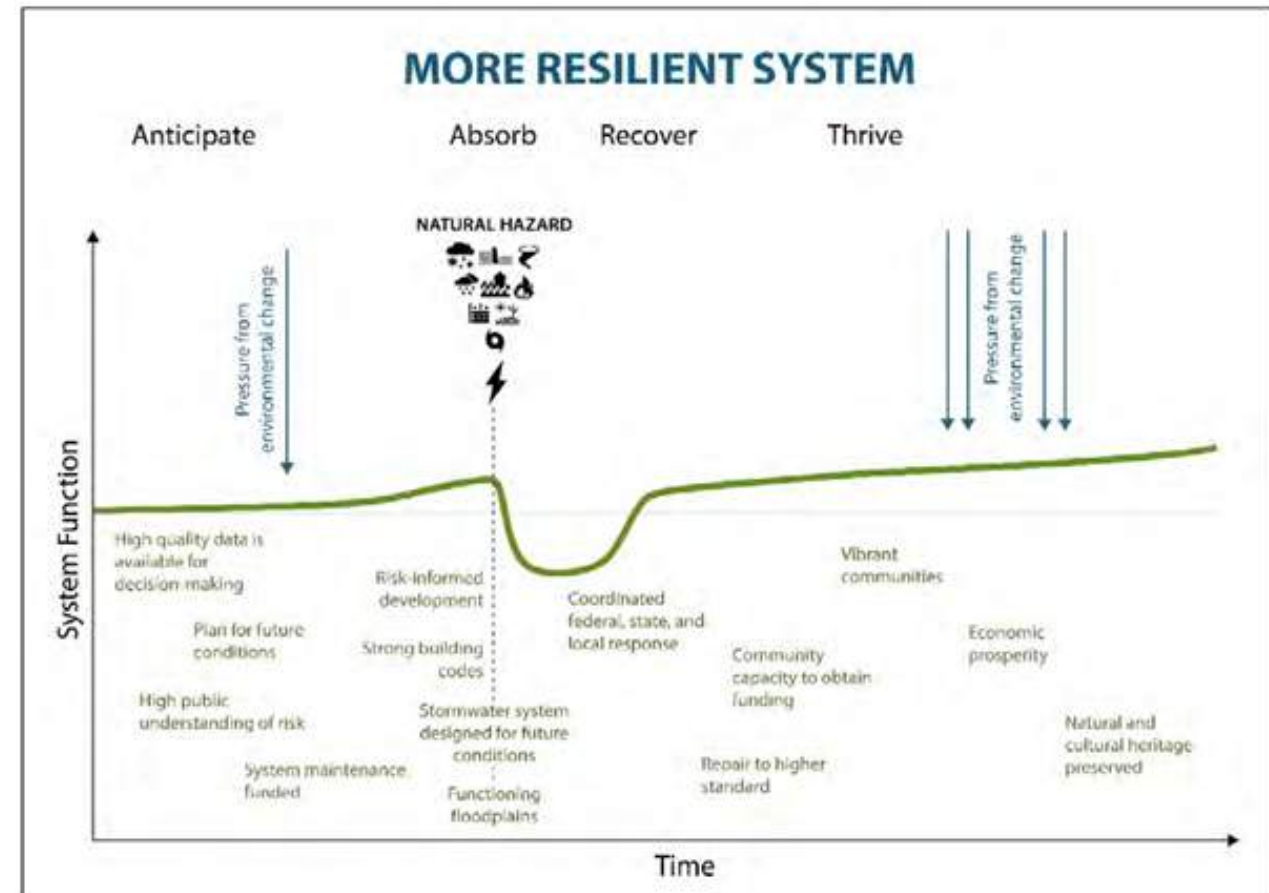 MORE RESILIENT SYSTEM
Anticipate
Absorb
Recover
Thrive
NATURAL HAZARD
Pressure from
environmental change
Pressure from
environmental change
System Function
High quality data is
available for
decision-making
Plan for future
conditions
High public
understanding of risk
System maintenance
funded
Risk-informed
development
Strong building
codes
Stormwater system
designed for future
conditions
Functioning
floodplains
Coordinated
federal, state, and
local response
Community
capacity to obtain
funding
Repair to higher
standard
Vibrant
communities
Economic
prosperity
Natural and
cultural heritage
preserved
Time